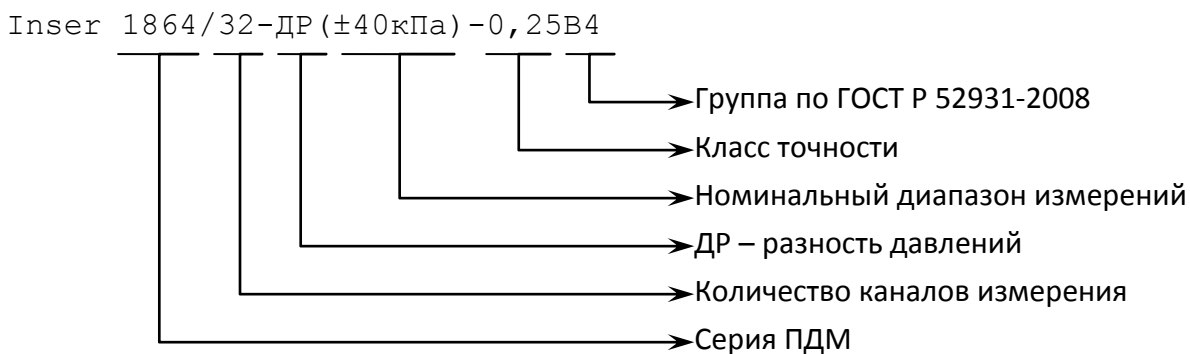 Inser 1864/32-ДР(±40кПа)-0,25В4
Группа по ГОСТ Р 52931-2008
Класс точности
Номинальный диапазон измерений
ДР – разность давлений
Количество каналов измерения
Серия ПДМ